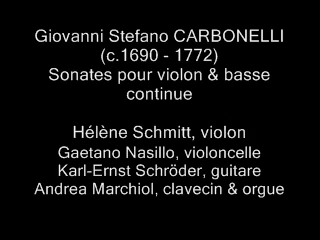 Giovanni Stefano CARBONELLI
(c.1690 - 1772)
Sonates pour violon & basse
continue
Hélène Schmitt, violon
Gaetano Nasillo, violoncelle
Karl-Ernst Schröder, guitare
Andrea Marchiol, clavecin & orgue